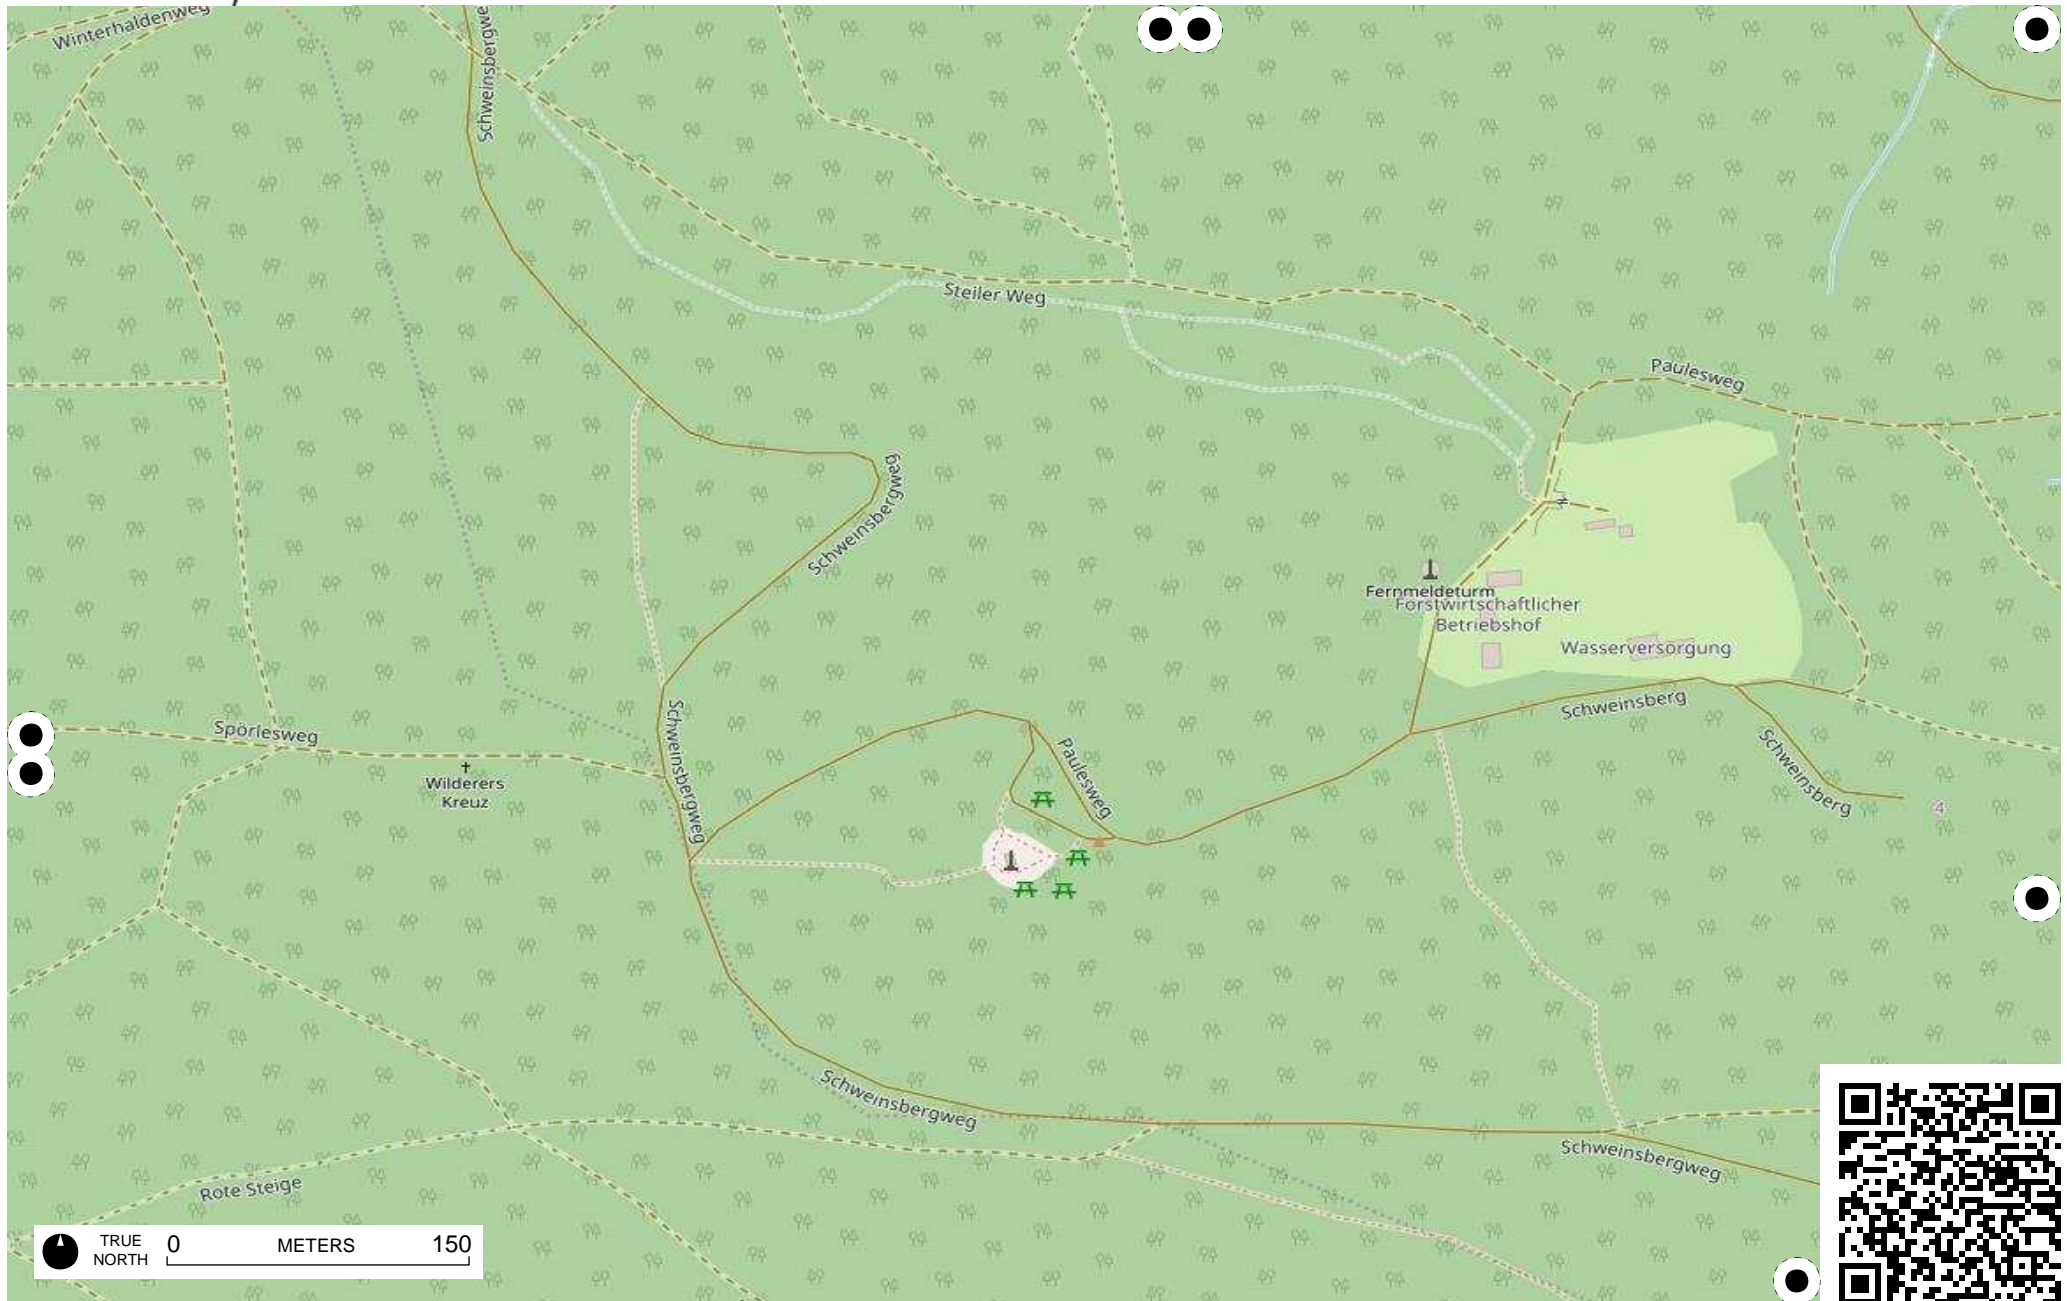 Winterhaldenweg
Schweinsbergwe
Steiler Weg
Paulesweg
Schweinsbergweg
Fernmeldeturm
Forstwirtschaftlicher
Betriebshof
Wasserversorgung
Schweinsberg
Spörlesweg
Schweinsbergweg
Wilderers
Kreuz
Paulesweg
Schweinsberg
4
Schweinsbergweg
Schweinsbergweg
Rote Steige
TRUE
NORTH
0
METERS
150